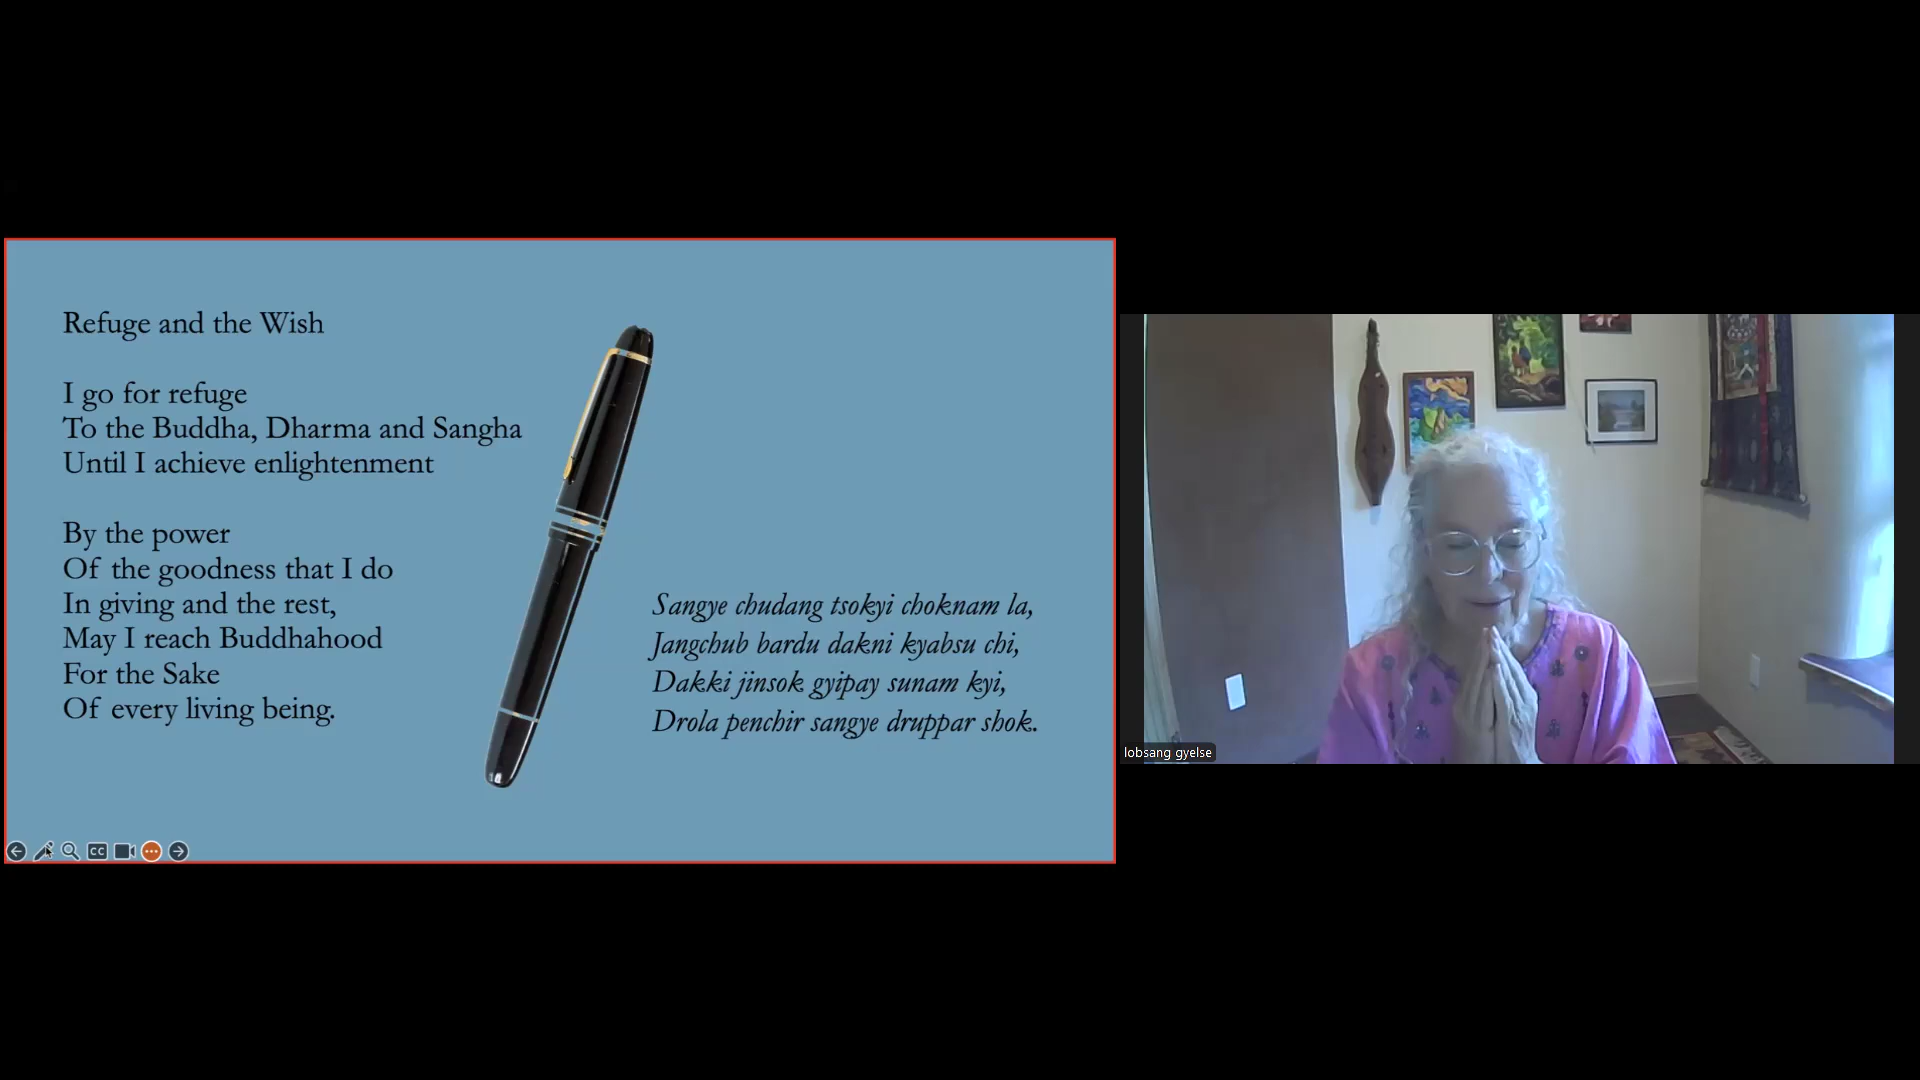 Refuge and the Wish
I go for refuge
To the Buddha, Dharma and Sangha
Until I achieve enlightenment
By the power
Of the goodness that I do
In giving and the rest,
May I reach Buddhahood
For the Sake
Of every living being.
Sangye chudang tsokyi choknam la,
Jangchub bardu dakni kyabsu chi,
Dakki jinsok gyipay sunam kyi,
Drola penchir sangye druppar shok.
CC
lobsang gyelse